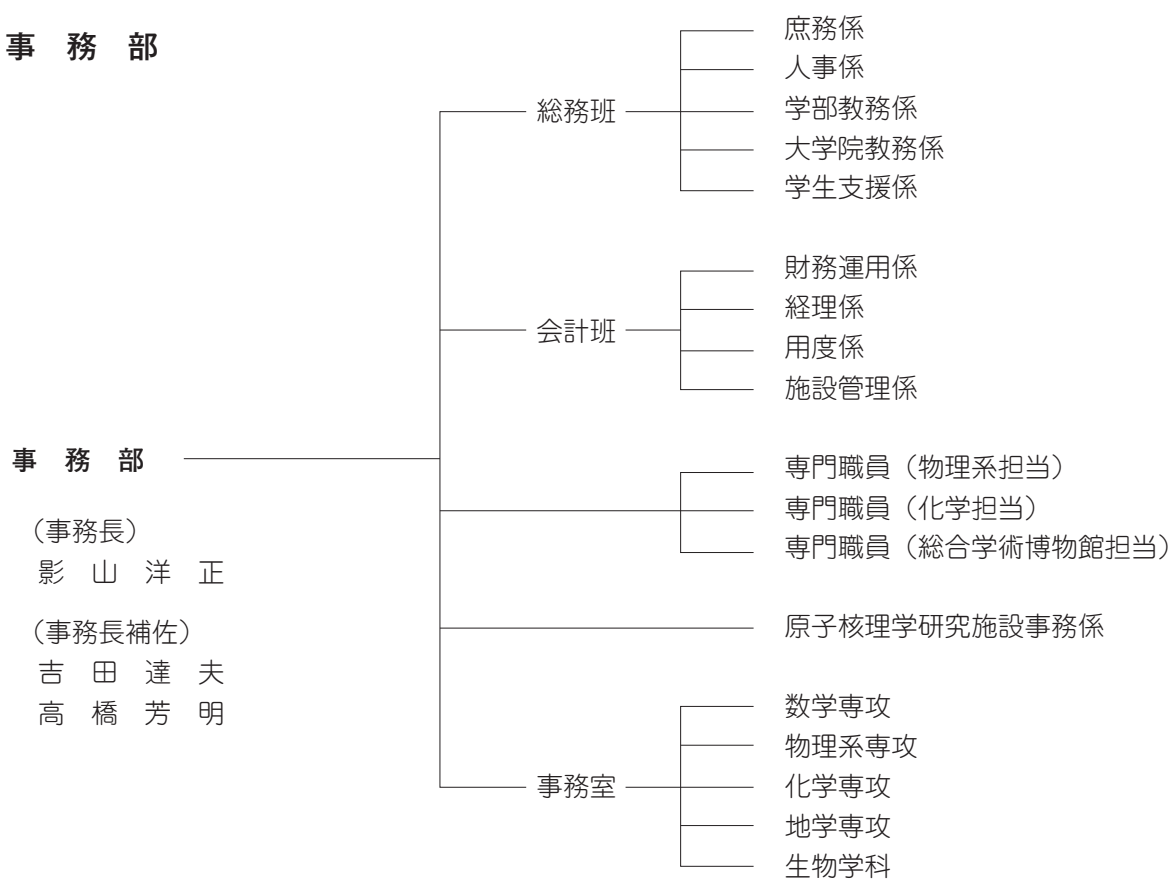 事 務 部
庶務係
人事係
総務班
学部教務係
大学院教務係
学生支援係
財務運用係
経理係
会計班
用度係
施設管理係
事 務 部
(事務長)
影 山 洋 正
(事務長補佐)
吉 田 達 夫
高 橋 芳 明
専門職員(物理系担当)
専門職員(化学担当)
専門職員(総合学術博物館担当)
原子核理学研究施設事務係
数学専攻
物理系専攻
事務室
化学専攻
地学専攻
生物学科